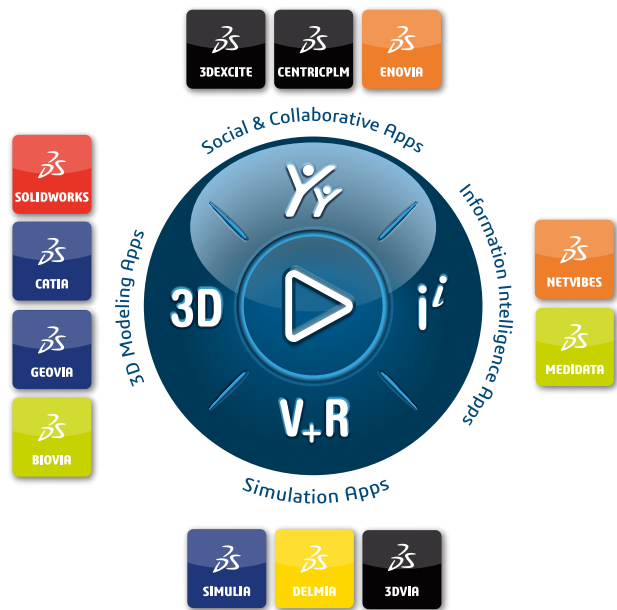 3DEXCITE
CENTRICPLM
ENOVIA
Social & Collaborative Apps
SOLIDWORKS
CATIA
GEOVIA
BIOVIA
3D Modeling Apps
3D
i i
V+R
Information Intelligence Apps
NETVIBES
MEDIDATA
Simulation Apps
SIMULIA
DELMIA
3DVIA